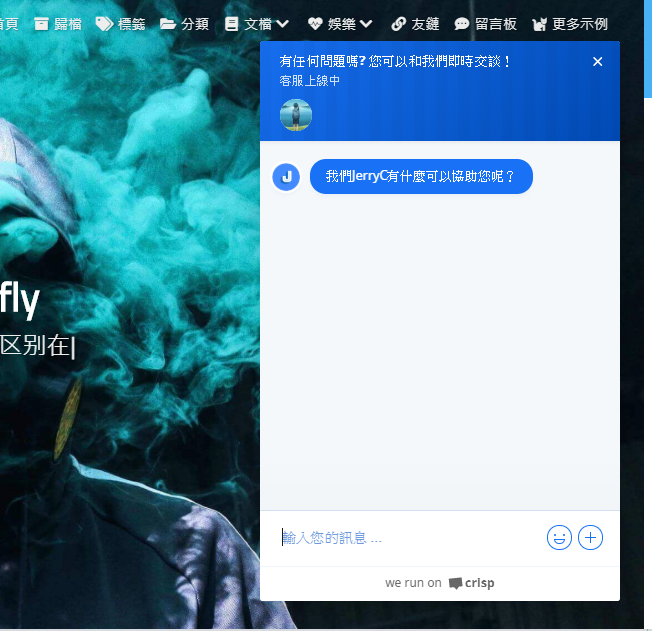 首頁 歸檔 標籤 分類 文檔 娛樂 友鏈 留言板 更多示例
有任何問題嗎? 您可以和我們即時交談！
客服上線中
J 我們JerryC有什麼可以協助您呢？
fly
区别在|
輸入您的訊息 ...
we run on crisp